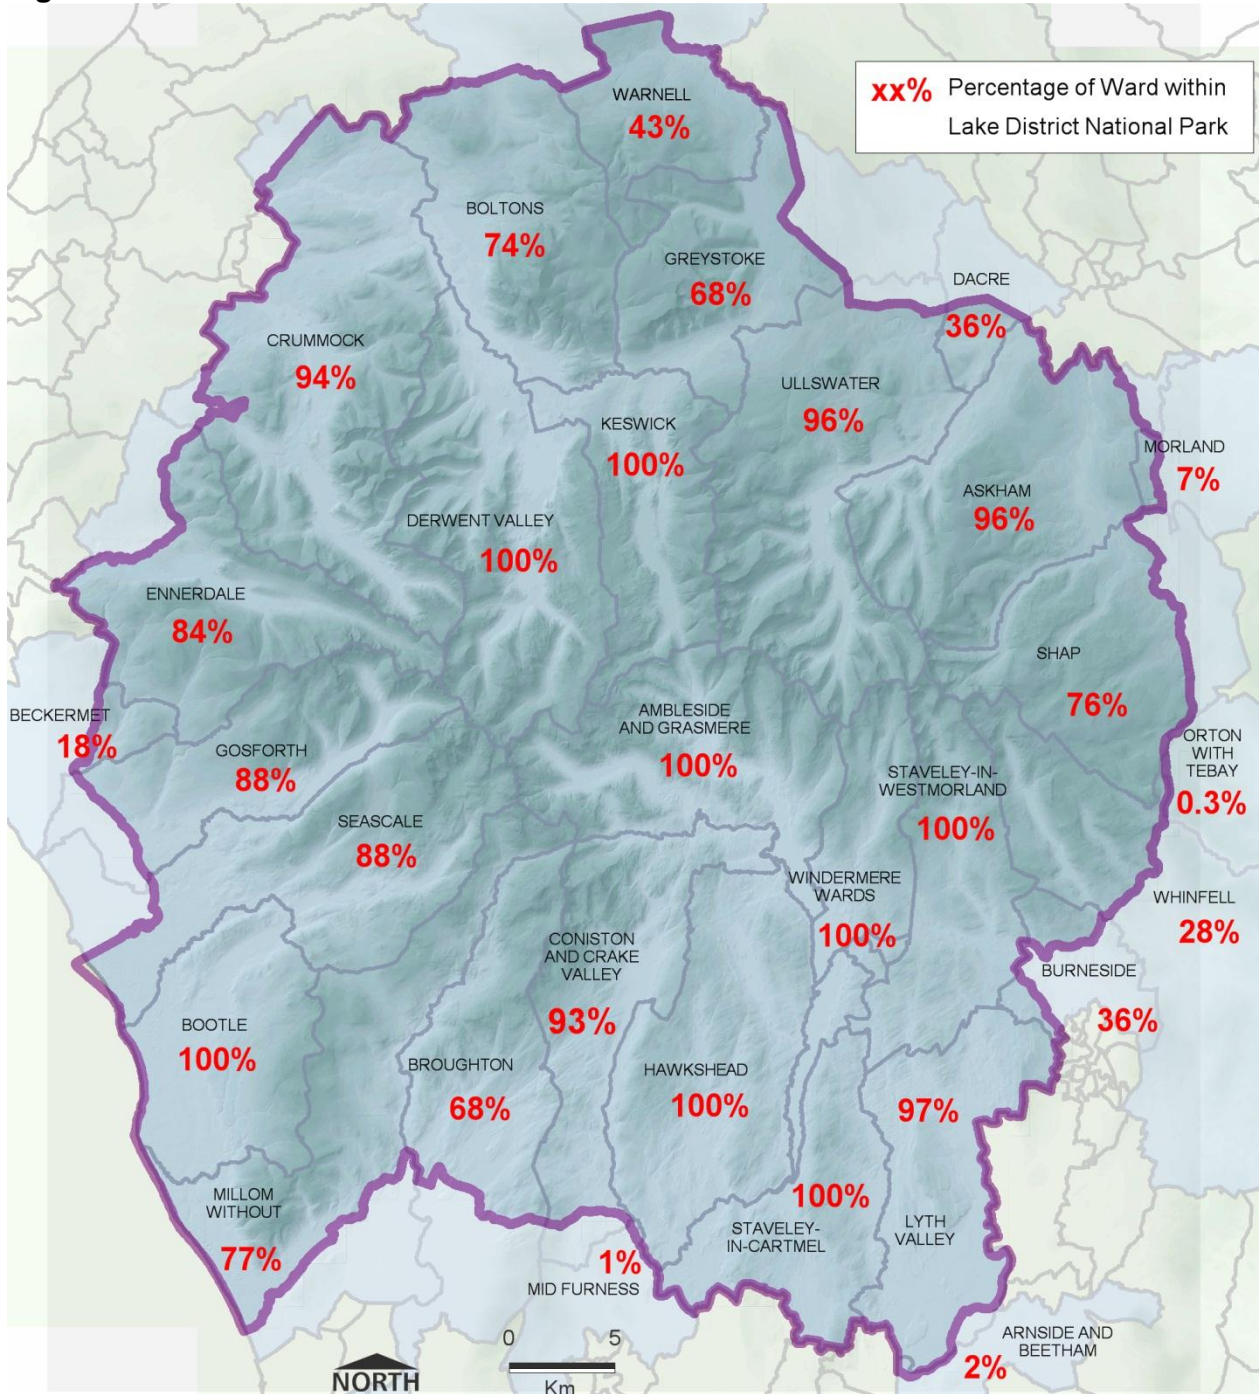 xx% Percentage of Ward within
Lake District National Park
WARNELL
43%
BOLTONS
74%
GREYSTOKE
68%
DACRE
36%
CRUMMOCK
94%
ULLSWATER
96%
KESWICK
100%
MORLAND
7%
ASKHAM
96%
DERWENT VALLEY
100%
ENNERDALE
84%
SHAP
76%
BECKERMET
18%
GOSFORTH
88%
AMBLESIDE
AND GRASMERE
100%
ORTON
WITH
TEBAY
0.3%
STAVELEY-IN-
WESTMORLAND
100%
SEASCALE
88%
WINDERMERE
WARDS
100%
WHINFELL
28%
CONISTON
AND CRAKE
VALLEY
93%
BURNESIDE
36%
BOOTLE
100%
BROUGHTON
68%
HAWKSHEAD
100%
97%
LYTH
VALLEY
MILLOM
WITHOUT
77%
100%
STAVELEY-
IN-CARTMEL
1%
MID FURNESS
ARNSIDE AND
BEETHAM
2%
0 5
Km
NORTH